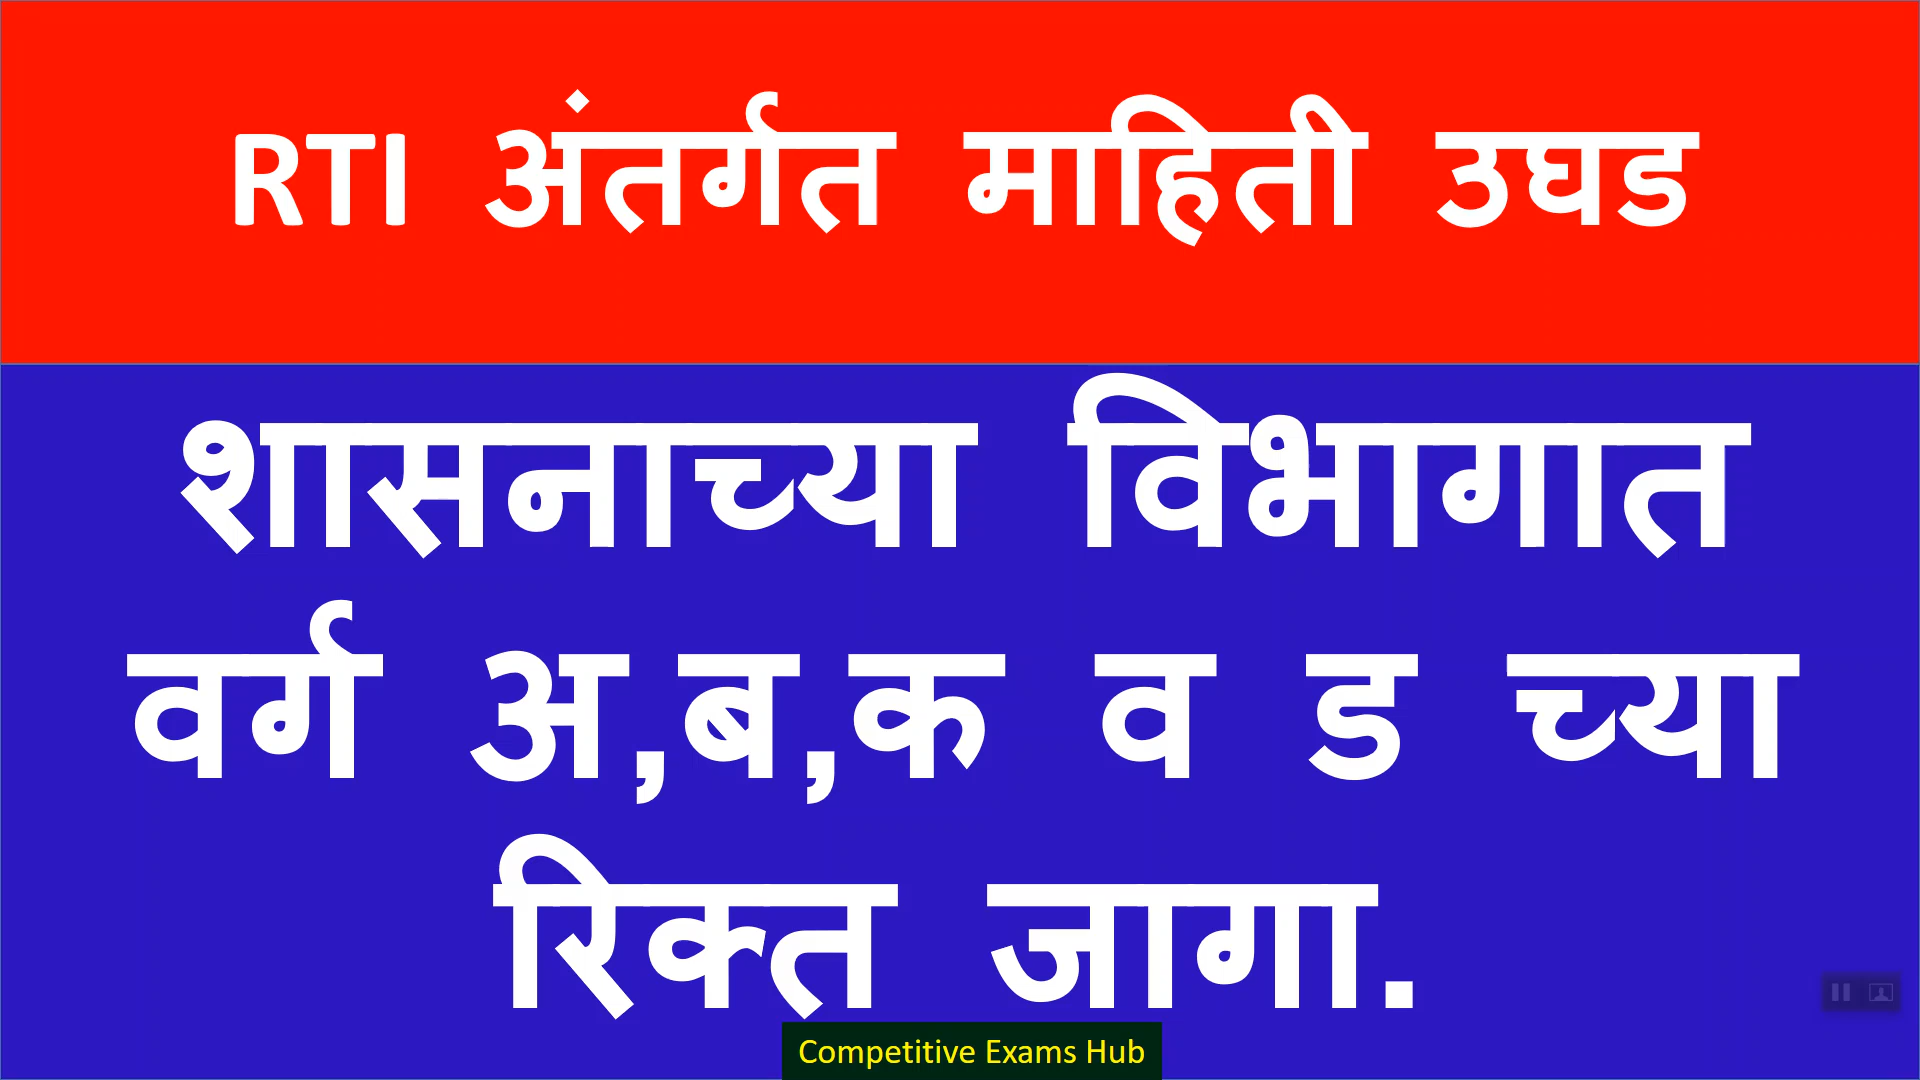 RTI अंतर्गत माहिती उघड
शासनाच्या विभागात
वर्ग अ,ब,क व ड च्या
रिक्त जागा.
Competitive Exams Hub